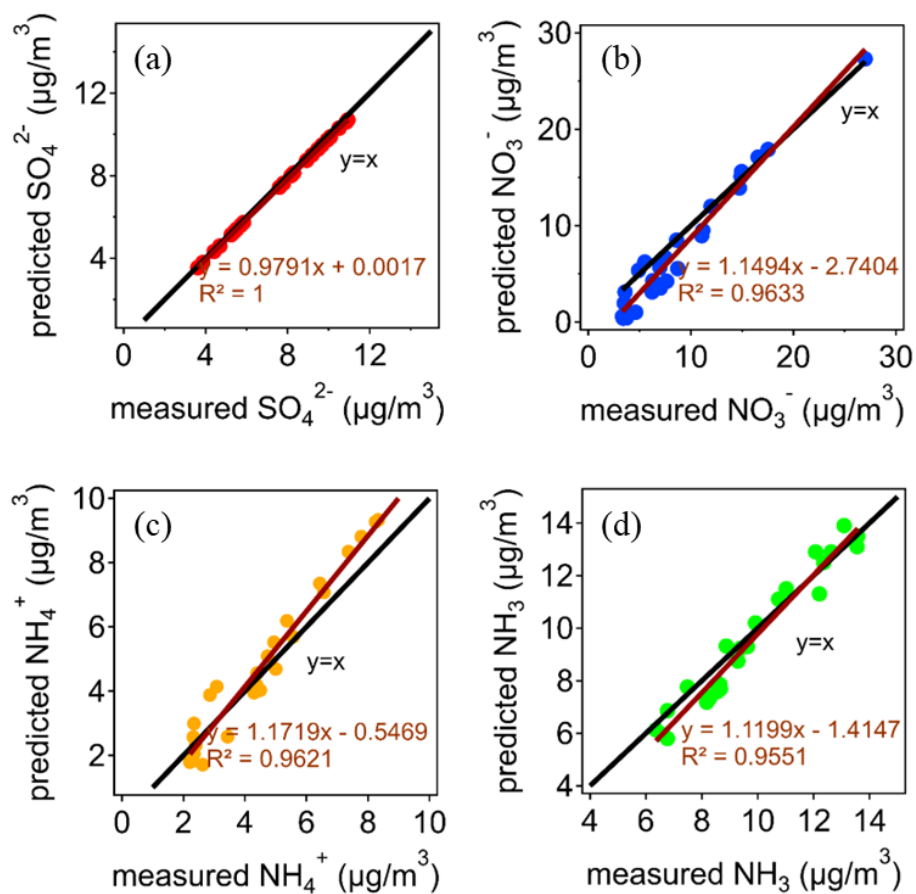 (a)
predicted SO₄²⁻ (µg/m³)
12
8
4
0 4 8 12
y=x
y = 0.9791x + 0.0017
R² = 1
measured SO₄²⁻ (µg/m³)
(b)
predicted NO₃⁻ (µg/m³)
30
20
10
0
0 10 20 30
y=x
y = 1.1494x - 2.7404
R² = 0.9633
measured NO₃⁻ (µg/m³)
(c)
predicted NH₄⁺ (µg/m³)
10
8
6
4
2
0 2 4 6 8 10
y=x
y = 1.1719x - 0.5469
R² = 0.9621
measured NH₄⁺ (µg/m³)
(d)
predicted NH₃ (µg/m³)
14
12
10
8
6
4
4 6 8 10 12 14
y=x
y = 1.1199x - 1.4147
R² = 0.9551
measured NH₃ (µg/m³)